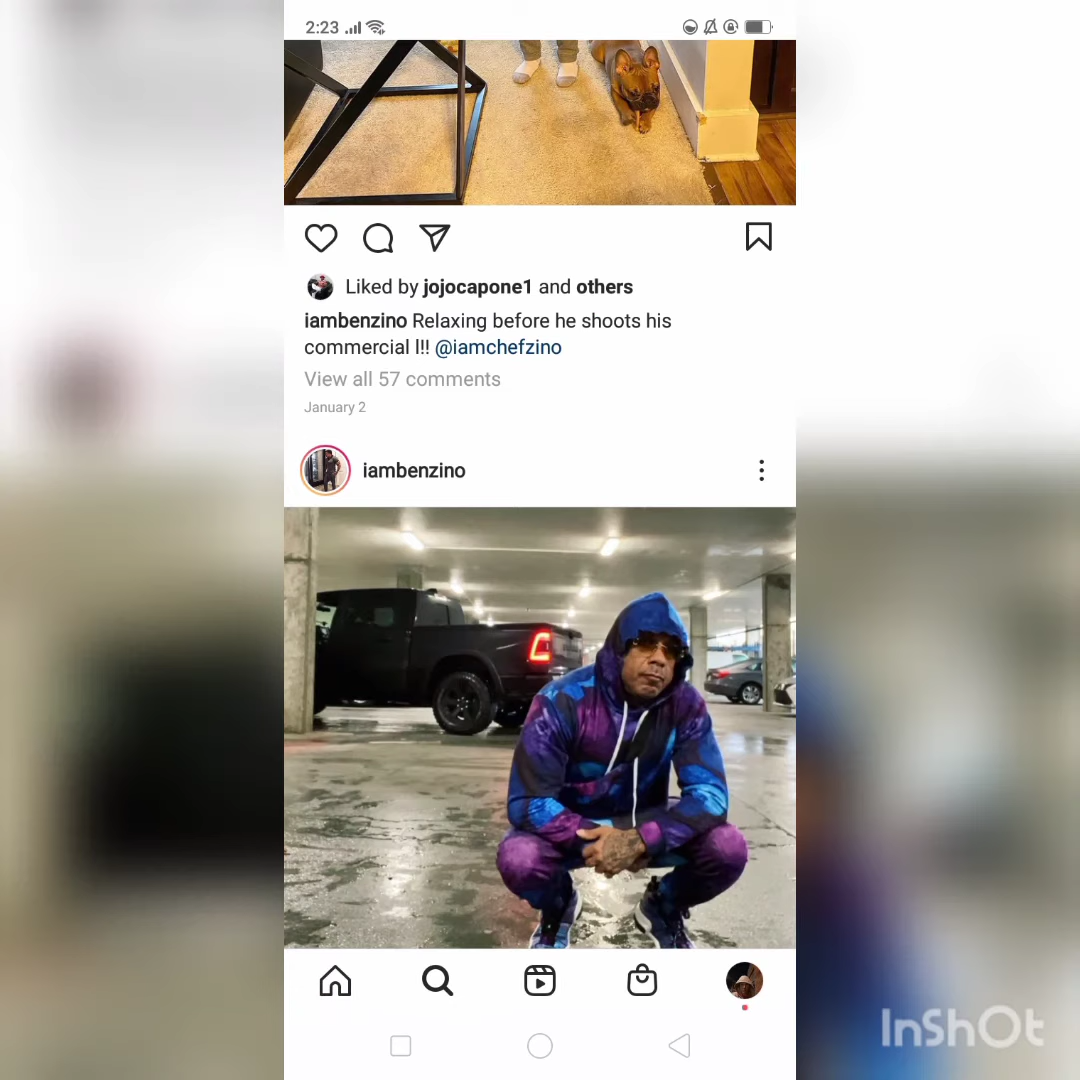 2:23
Liked by jojocapone1 and others
iambenzino Relaxing before he shoots his
commercial l!! @iamchefzino
View all 57 comments
January 2
iambenzino
InShOt